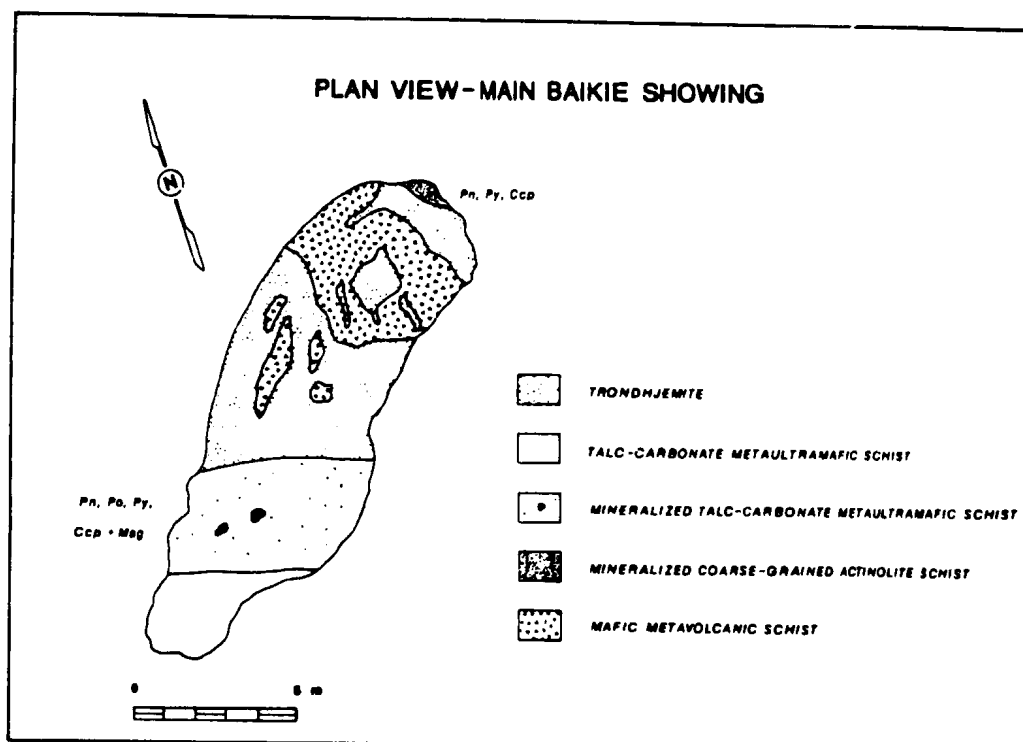 PLAN VIEW-MAIN BAIKIE SHOWING
N
Pn, Py, Ccp
TRONDHJEMITE
TALC-CARBONATE METAULTRAMAFIC SCHIST
Pn, Po, Py,
Ccp + Mag
MINERALIZED TALC-CARBONATE METAULTRAMAFIC SCHIST
MINERALIZED COARSE-GRAINED ACTINOLITE SCHIST
MAFIC METAVOLCANIC SCHIST
0 5 m